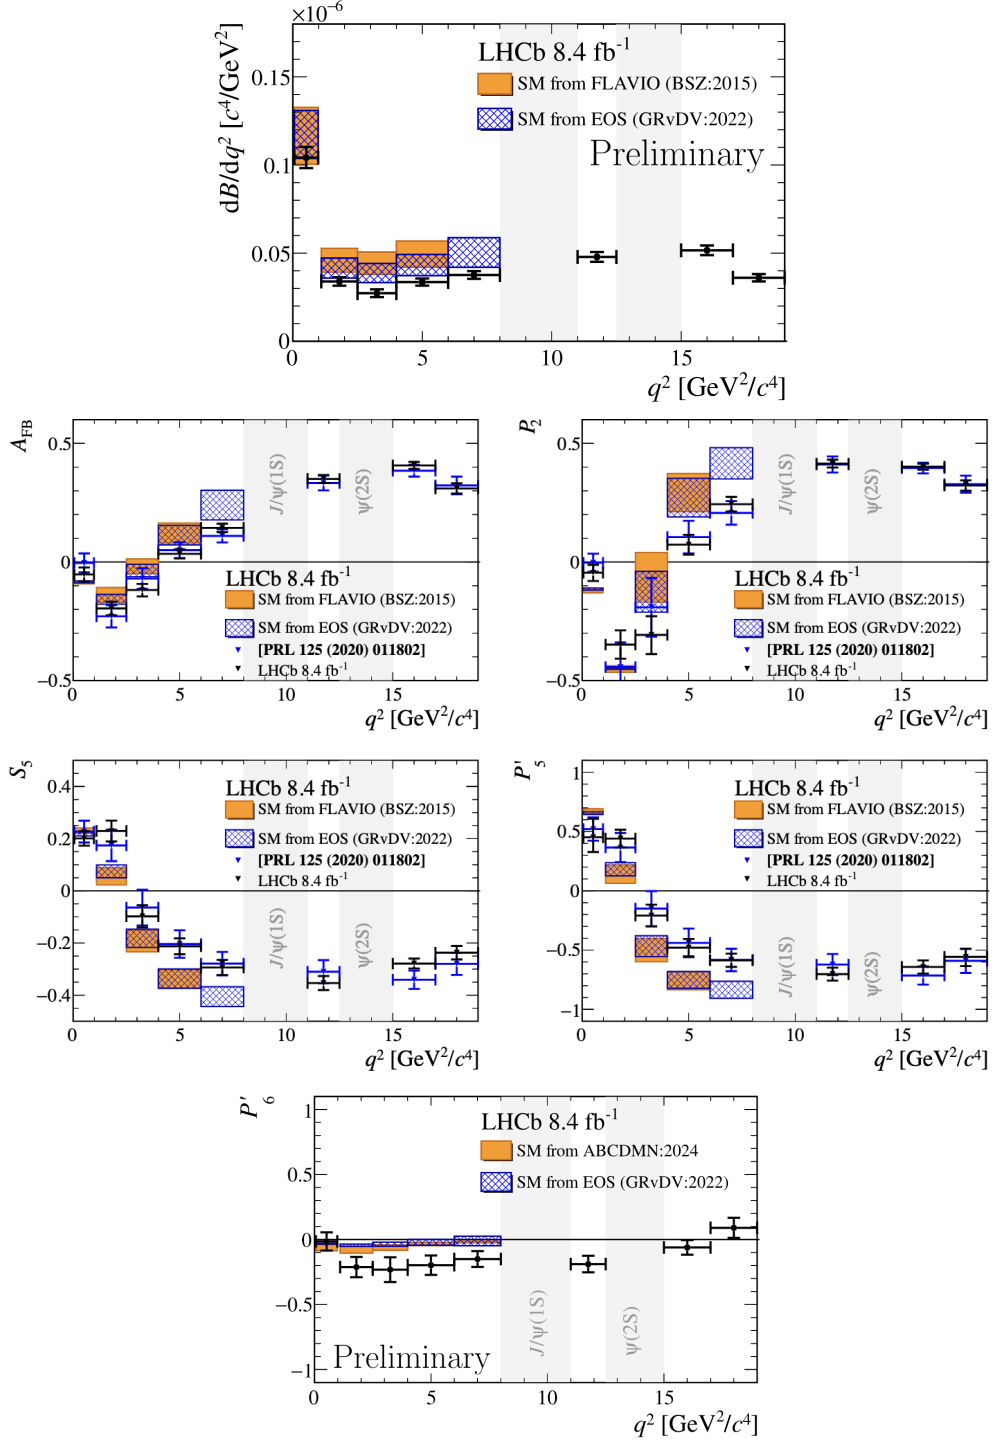 ×10⁻⁶
dB/dq² [c⁴/GeV²]
0.15
0.1
0.05
0
LHCb 8.4 fb⁻¹
SM from FLAVIO (BSZ:2015)
SM from EOS (GRvDV:2022)
Preliminary
0 5 10 15
q² [GeV²/c⁴]
A_FB
0.5
0
−0.5
J/ψ(1S)
ψ(2S)
LHCb 8.4 fb⁻¹
SM from FLAVIO (BSZ:2015)
SM from EOS (GRvDV:2022)
[PRL 125 (2020) 011802]
LHCb 8.4 fb⁻¹
0 5 10 15
q² [GeV²/c⁴]
P₂
0.5
0
−0.5
J/ψ(1S)
ψ(2S)
LHCb 8.4 fb⁻¹
SM from FLAVIO (BSZ:2015)
SM from EOS (GRvDV:2022)
[PRL 125 (2020) 011802]
LHCb 8.4 fb⁻¹
0 5 10 15
q² [GeV²/c⁴]
S₅
0.4
0.2
0
−0.2
−0.4
LHCb 8.4 fb⁻¹
SM from FLAVIO (BSZ:2015)
SM from EOS (GRvDV:2022)
[PRL 125 (2020) 011802]
LHCb 8.4 fb⁻¹
J/ψ(1S)
ψ(2S)
0 5 10 15
q² [GeV²/c⁴]
P'₅
1
0.5
0
−0.5
−1
LHCb 8.4 fb⁻¹
SM from FLAVIO (BSZ:2015)
SM from EOS (GRvDV:2022)
[PRL 125 (2020) 011802]
LHCb 8.4 fb⁻¹
J/ψ(1S)
ψ(2S)
0 5 10 15
q² [GeV²/c⁴]
P'₆
1
0.5
0
−0.5
−1
LHCb 8.4 fb⁻¹
SM from ABCDMN:2024
SM from EOS (GRvDV:2022)
J/ψ(1S)
ψ(2S)
Preliminary
0 5 10 15
q² [GeV²/c⁴]